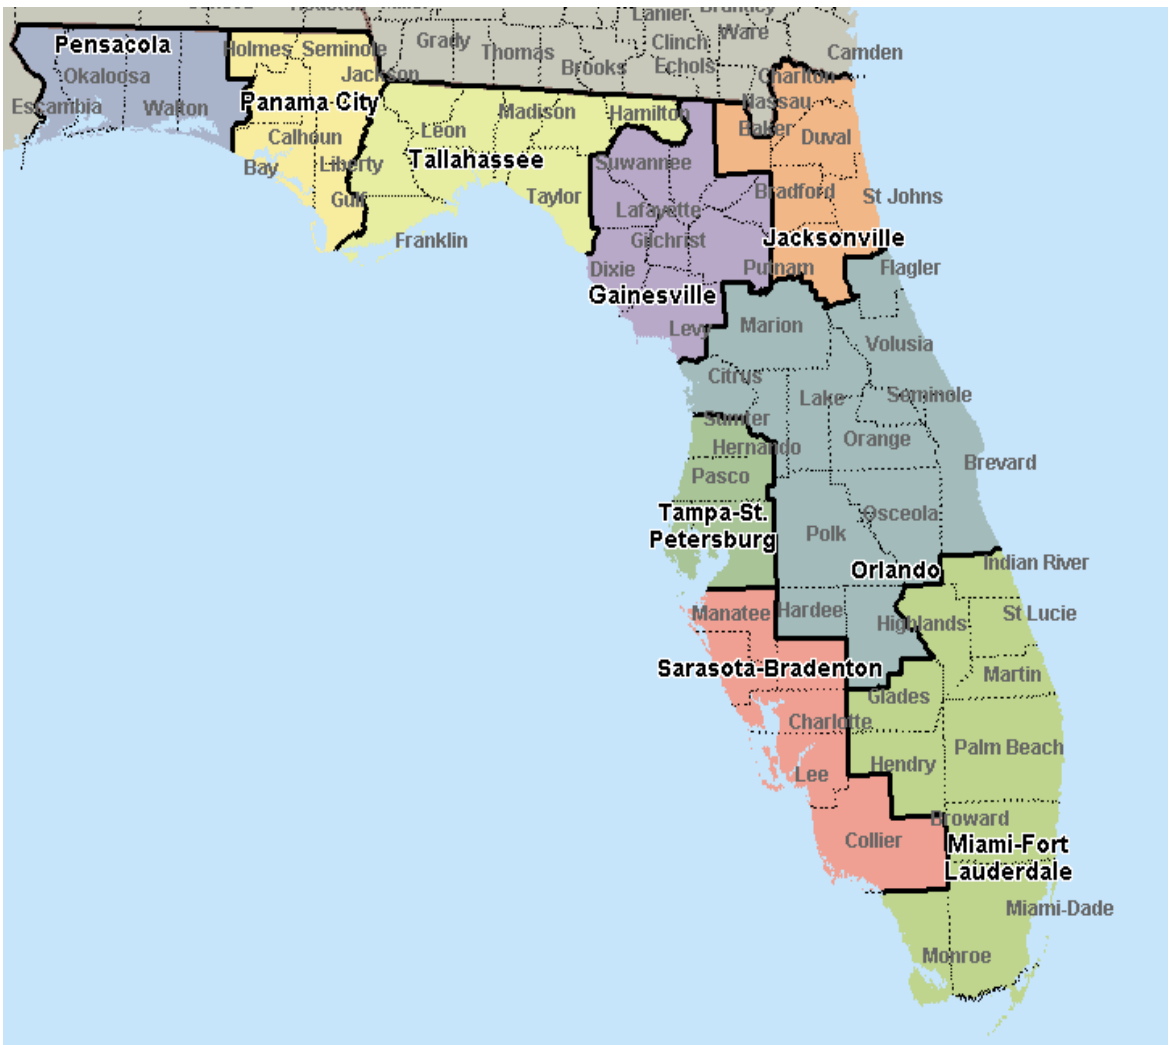 Lanier
Brantley
Ware
Grady
Thomas
Clinch
Camden
Pensacola
Holmes
Seminole
Brooks
Echols
Okaloosa
Jackson
Charlton
Escambia
Walton
Panama City
Madison
Hamilton
Nassau
Calhoun
Leon
Baker
Duval
Bay
Liberty
Tallahassee
Suwannee
Gulf
Taylor
Bradford
St Johns
Lafayette
Franklin
Gilchrist
Jacksonville
Dixie
Putnam
Flagler
Gainesville
Levy
Marion
Volusia
Citrus
Lake
Seminole
Sumter
Hernando
Orange
Pasco
Brevard
Tampa-St.
Petersburg
Osceola
Polk
Orlando
Indian River
Manatee
Hardee
Highlands
St Lucie
Sarasota-Bradenton
Martin
Glades
Charlotte
Palm Beach
Lee
Hendry
Broward
Collier
Miami-Fort
Lauderdale
Miami-Dade
Monroe